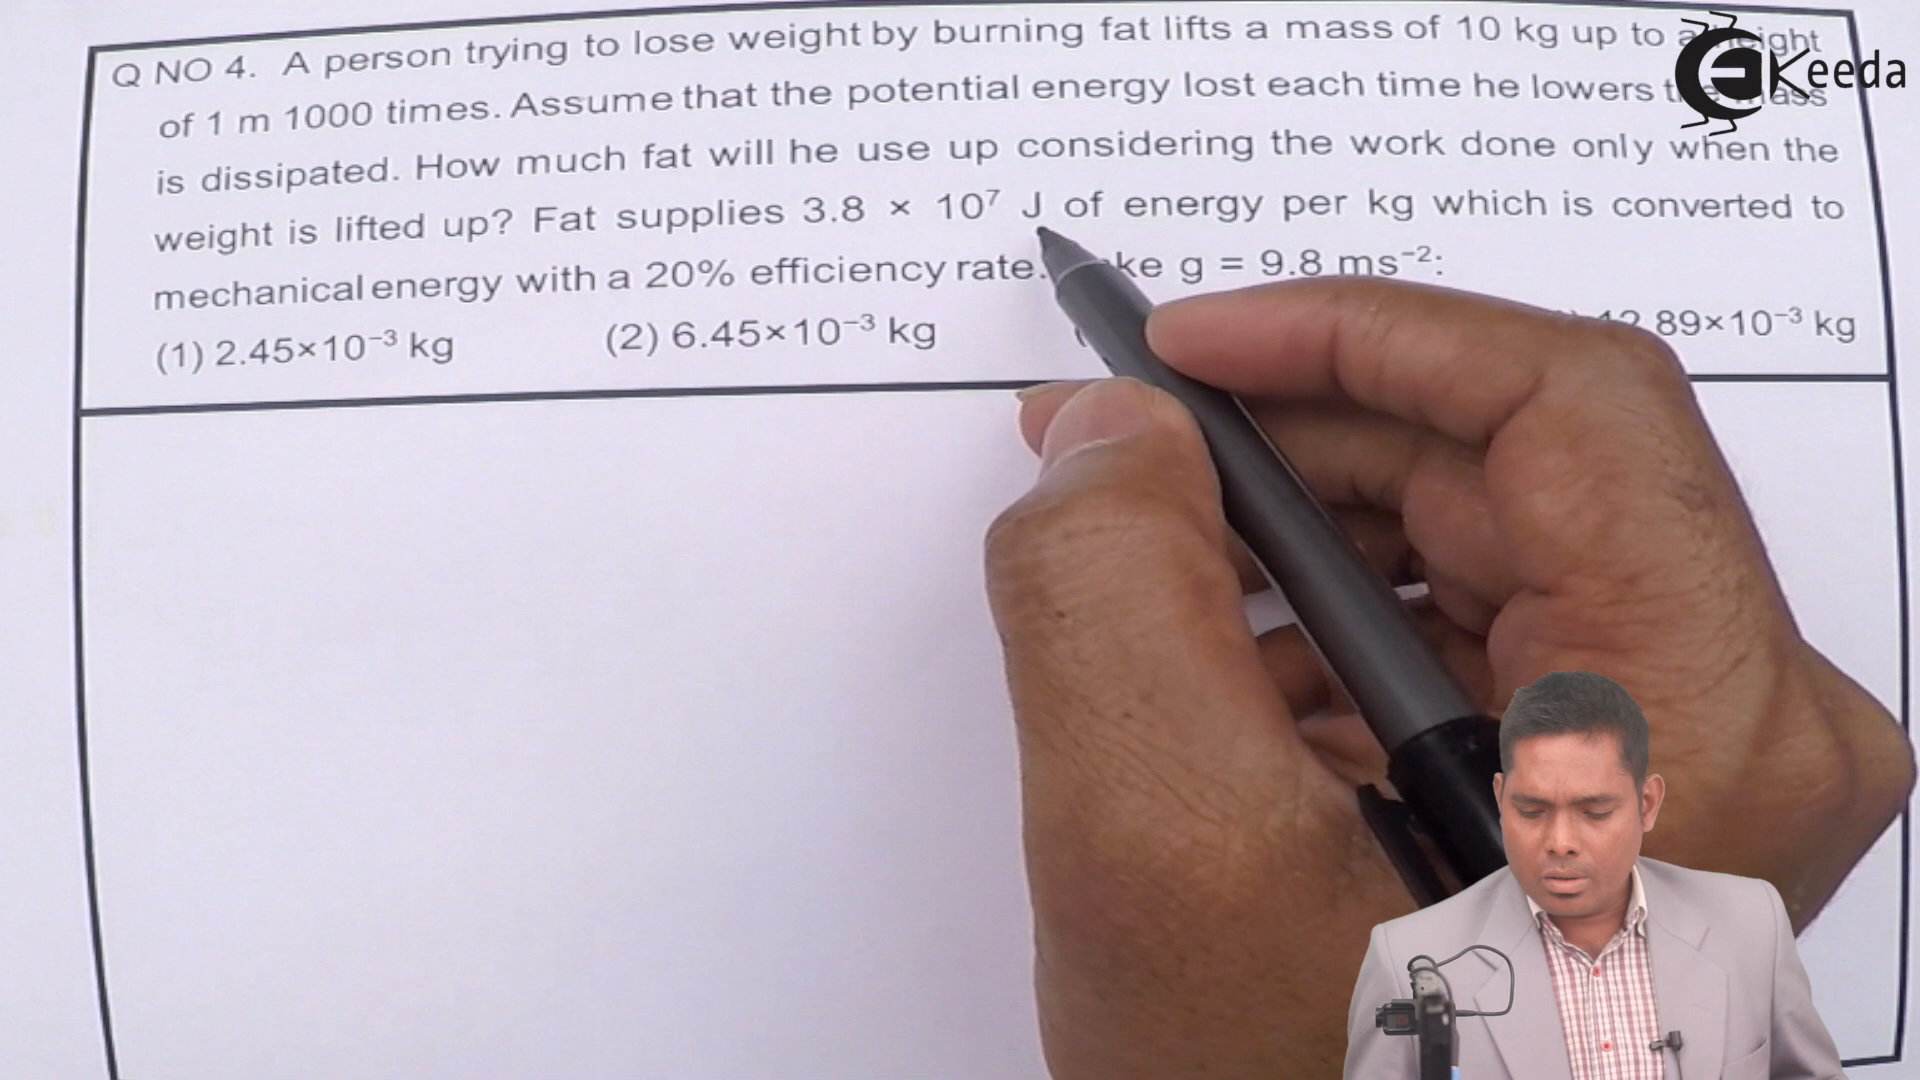 Q NO 4. A person trying to lose weight by burning fat lifts a mass of 10 kg up to a height
of 1 m 1000 times. Assume that the potential energy lost each time he lowers the mass
is dissipated. How much fat will he use up considering the work done only when the
weight is lifted up? Fat supplies 3.8 × 10⁷ J of energy per kg which is converted to
mechanical energy with a 20% efficiency rate. g = 9.8 ms⁻²:
(1) 2.45×10⁻³ kg (2) 6.45×10⁻³ kg 12.89×10⁻³ kg
Keeda